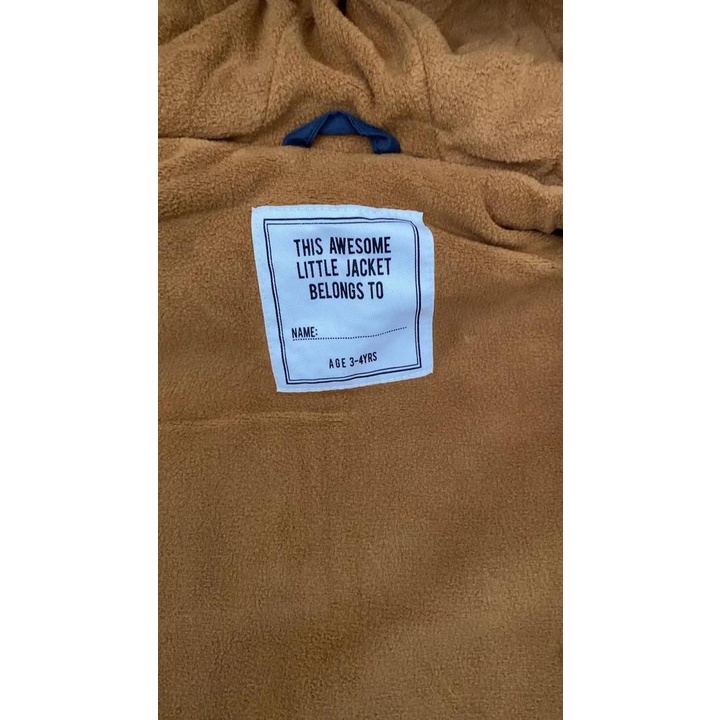 THIS AWESOME
LITTLE JACKET
BELONGS TO
NAME:
AGE 3-4YRS